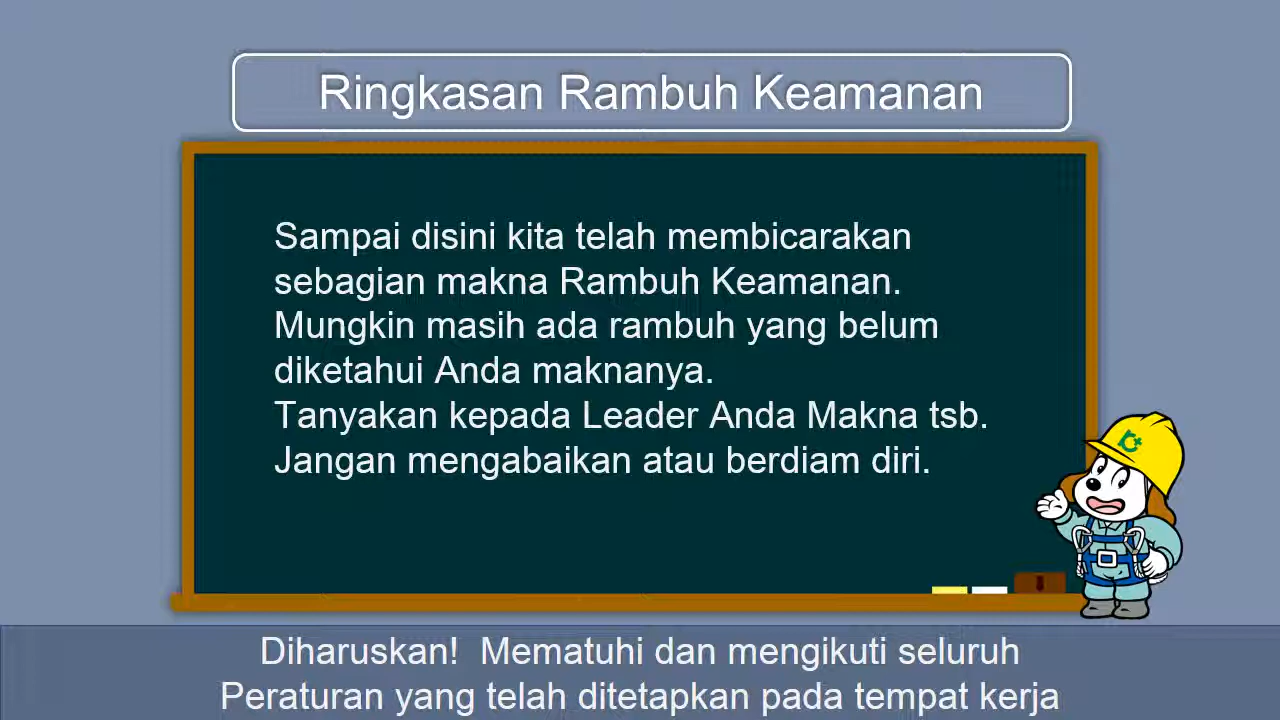 Ringkasan Rambuh Keamanan
Sampai disini kita telah membicarakan
sebagian makna Rambuh Keamanan.
Mungkin masih ada rambuh yang belum
diketahui Anda maknanya.
Tanyakan kepada Leader Anda Makna tsb.
Jangan mengabaikan atau berdiam diri.
Diharuskan!  Mematuhi dan mengikuti seluruh
Peraturan yang telah ditetapkan pada tempat kerja